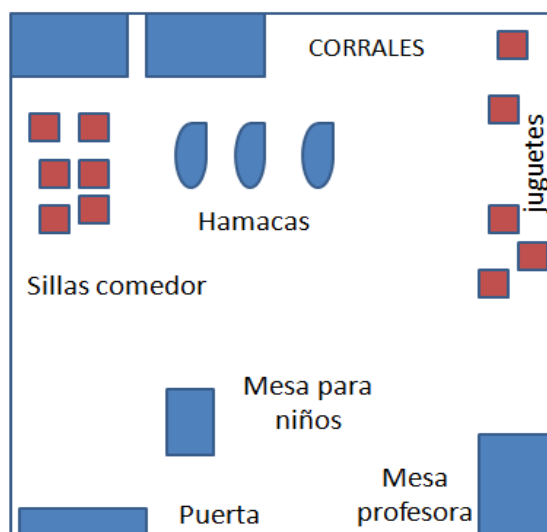 CORRALES
juguetes
Hamacas
Sillas comedor
Mesa para
niños
Mesa
profesora
Puerta